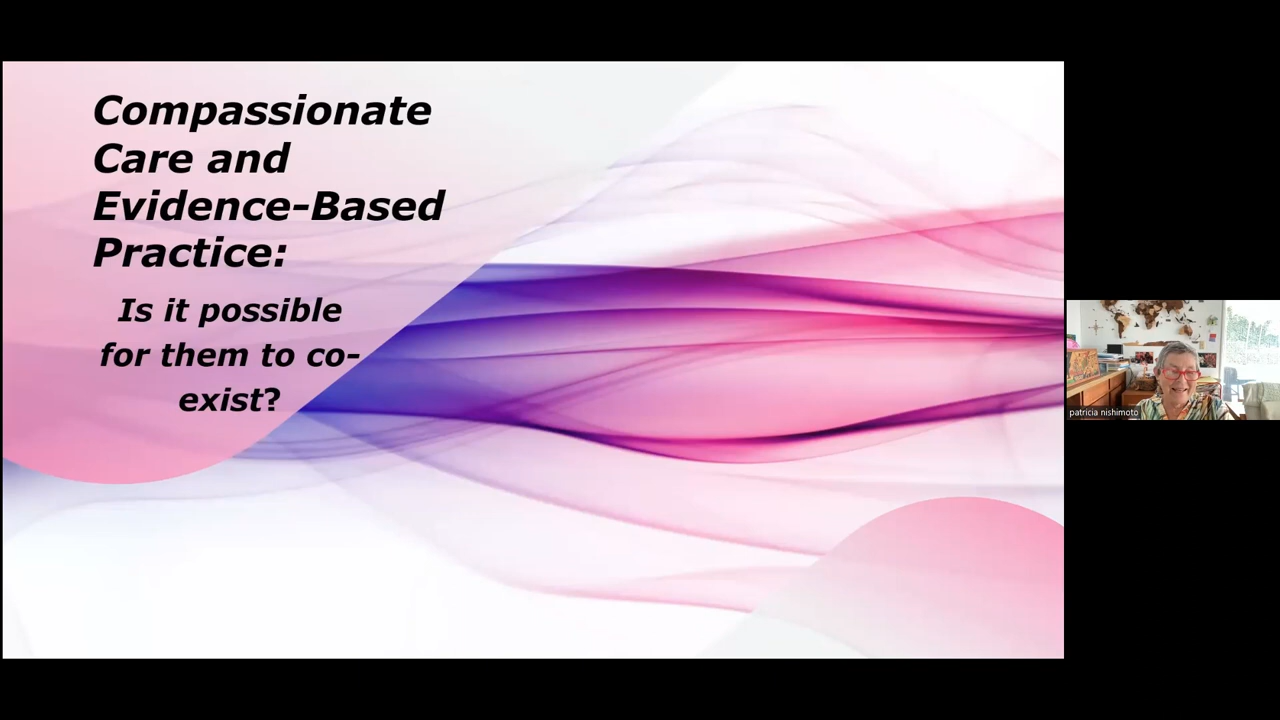 Compassionate
Care and
Evidence-Based
Practice:
Is it possible
for them to co-
exist?
patricia nishimoto